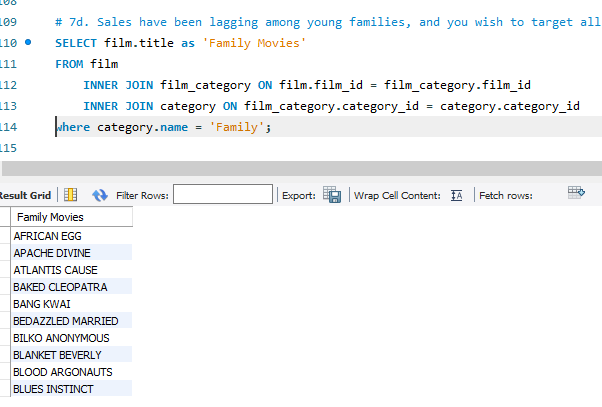 109 # 7d. Sales have been lagging among young families, and you wish to target all
110 SELECT film.title as 'Family Movies'
111 FROM film
112 INNER JOIN film_category ON film.film_id = film_category.film_id
113 INNER JOIN category ON film_category.category_id = category.category_id
114 where category.name = 'Family';
115
Result Grid Filter Rows: Export: Wrap Cell Content: IA Fetch rows:
Family Movies
AFRICAN EGG
APACHE DIVINE
ATLANTIS CAUSE
BAKED CLEOPATRA
BANG KWAI
BEDAZZLED MARRIED
BILKO ANONYMOUS
BLANKET BEVERLY
BLOOD ARGONAUTS
BLUES INSTINCT